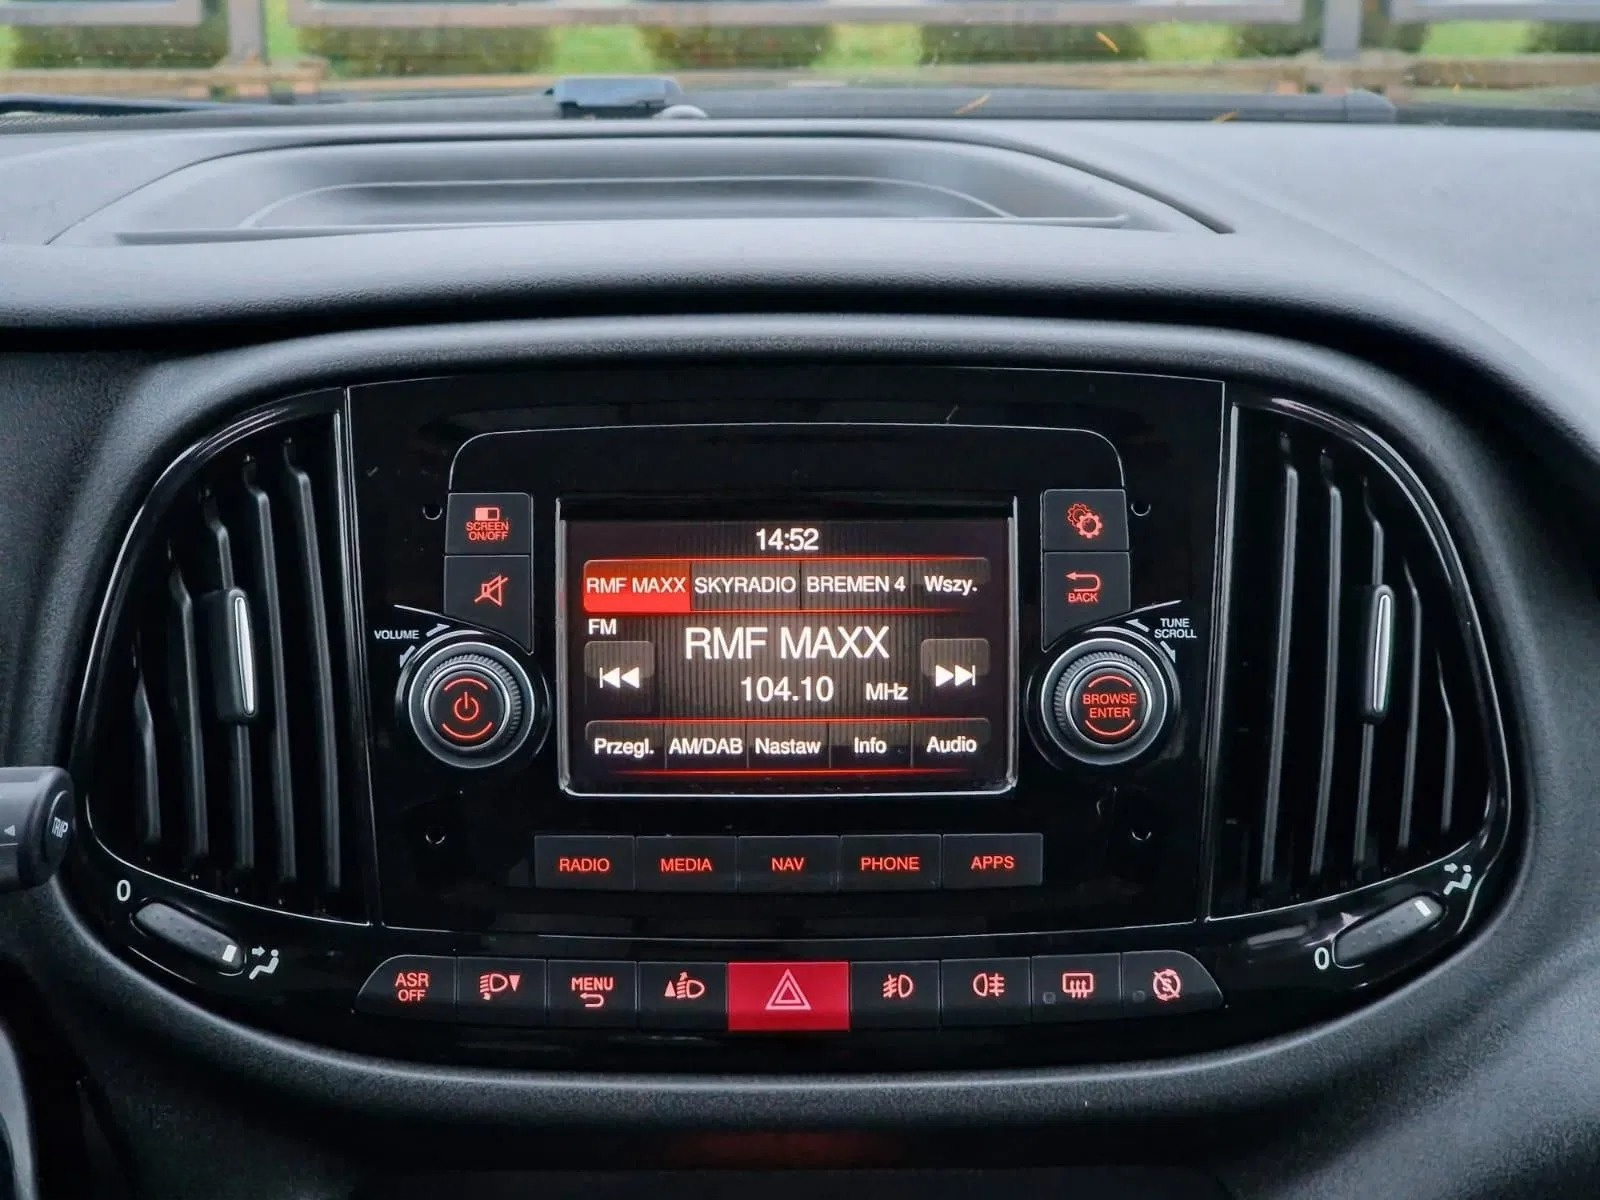 SCREEN
ON/OFF
14:52
RMF MAXX SKYRADIO BREMEN 4 Wszy.
BACK
VOLUME
FM
RMF MAXX
TUNE
SCROLL
104.10 MHz
BROWSE
ENTER
Przegl. AM/DAB Nastaw Info Audio
TRIP
RADIO MEDIA NAV PHONE APPS
0
0
ASR
OFF
MENU